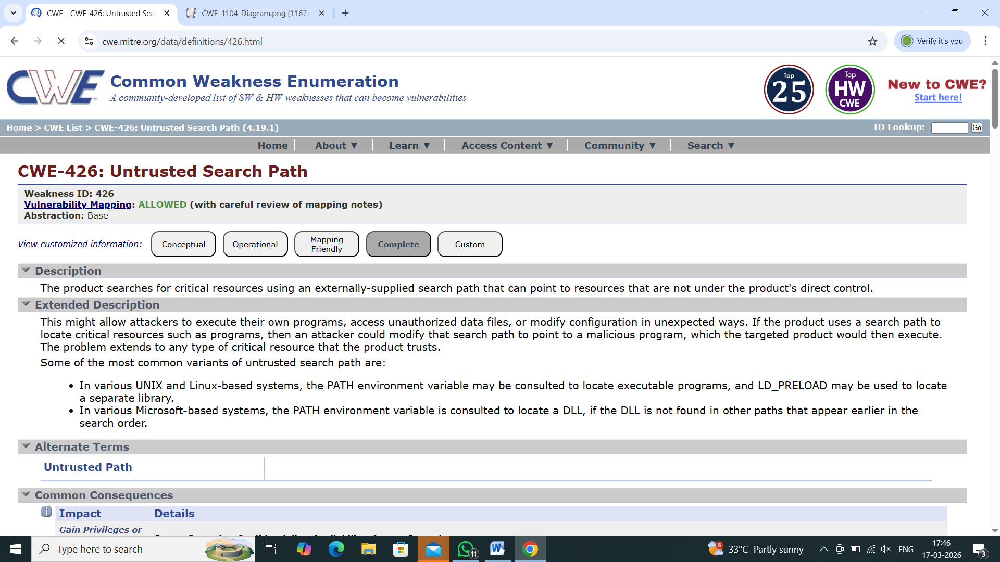 CWE - CWE-426: Untrusted Sea
CWE-1104-Diagram.png (1167
cwe.mitre.org/data/definitions/426.html
H
Verify it's you
CWE
Common Weakness Enumeration
A community-developed list of SW & HW weaknesses that can become vulnerabilities
Top
25
Top
HW
CWE
New to CWE?
Start here!
Home > CWE List > CWE-426: Untrusted Search Path (4.19.1)
ID Lookup:
Go
Home
About ▼
Learn ▼
Access Content ▼
Community ▼
Search ▼
CWE-426: Untrusted Search Path
Weakness ID: 426
Vulnerability Mapping: ALLOWED (with careful review of mapping notes)
Abstraction: Base
View customized information:
Conceptual
Operational
Mapping
Friendly
Complete
Custom
Description
The product searches for critical resources using an externally-supplied search path that can point to resources that are not under the product's direct control.
Extended Description
This might allow attackers to execute their own programs, access unauthorized data files, or modify configuration in unexpected ways. If the product uses a search path to
locate critical resources such as programs, then an attacker could modify that search path to point to a malicious program, which the targeted product would then execute.
The problem extends to any type of critical resource that the product trusts.
Some of the most common variants of untrusted search path are:
• In various UNIX and Linux-based systems, the PATH environment variable may be consulted to locate executable programs, and LD_PRELOAD may be used to locate
a separate library.
• In various Microsoft-based systems, the PATH environment variable is consulted to locate a DLL, if the DLL is not found in other paths that appear earlier in the
search order.
Alternate Terms
Untrusted Path
Common Consequences
Impact
Details
Gain Privileges or
Type here to search
11
8
33°C Partly sunny
ENG
17:46
17-03-2026
3